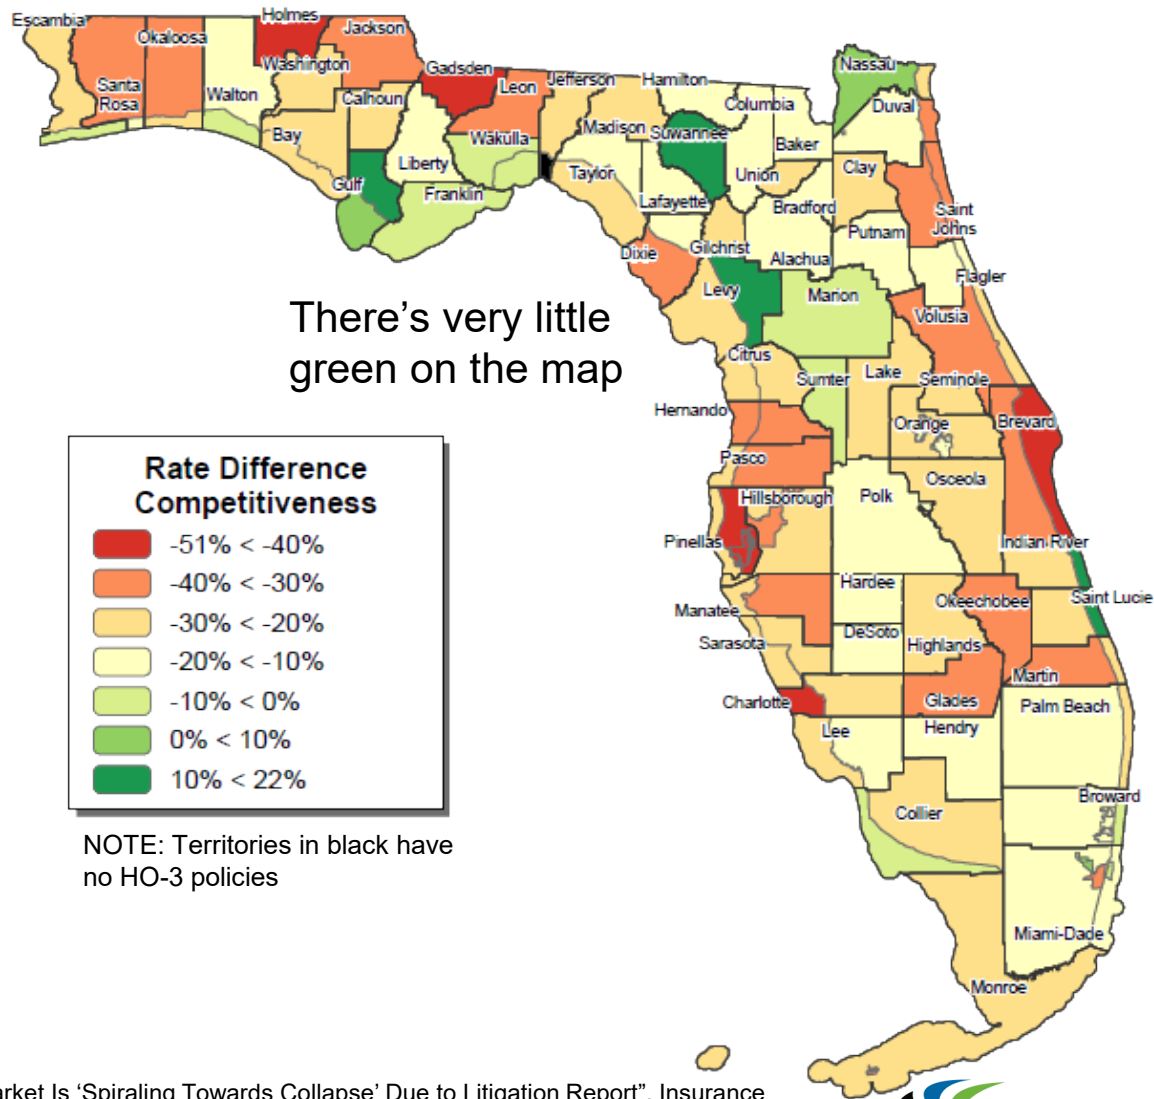 Escambia
Holmes
Okaloosa
Jackson
Washington
Santa
Rosa
Walton
Calhoun
Gadsden
Leon
Jefferson
Hamilton
Nassau
Columbia
Duval
Bay
Madison
Suwannee
Wakulla
Baker
Liberty
Taylor
Union
Clay
Gulf
Franklin
Lafayette
Bradford
Saint
Johns
Putnam
Dixie
Gilchrist
Alachua
Flagler
Levy
Marion
Volusia
There's very little
green on the map
Citrus
Sumter
Lake
Seminole
Hernando
Orange
Brevard
Pasco
Osceola
Hillsborough
Polk
Pinellas
Indian River
Hardee
Okeechobee
Saint Lucie
Manatee
DeSoto
Sarasota
Highlands
Martin
Charlotte
Glades
Palm Beach
Lee
Hendry
Broward
Collier
Miami-Dade
Monroe
Rate Difference
Competitiveness
-51% < -40%
-40% < -30%
-30% < -20%
-20% < -10%
-10% < 0%
0% < 10%
10% < 22%
NOTE: Territories in black have
no HO-3 policies
Market Is ‘Spiraling Towards Collapse’ Due to Litigation Report”, Insurance